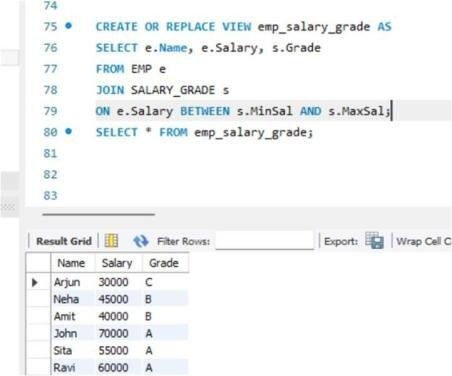 74
75 CREATE OR REPLACE VIEW emp_salary_grade AS
76 SELECT e.Name, e.Salary, s.Grade
77 FROM EMP e
78 JOIN SALARY_GRADE s
79 ON e.Salary BETWEEN s.MinSal AND s.MaxSal;
80 SELECT * FROM emp_salary_grade;
81
82
83
Result Grid Filter Rows: Export: Wrap Cell C
Name Salary Grade
Arjun 30000 C
Neha 45000 B
Amit 40000 B
John 70000 A
Sita 55000 A
Ravi 60000 A